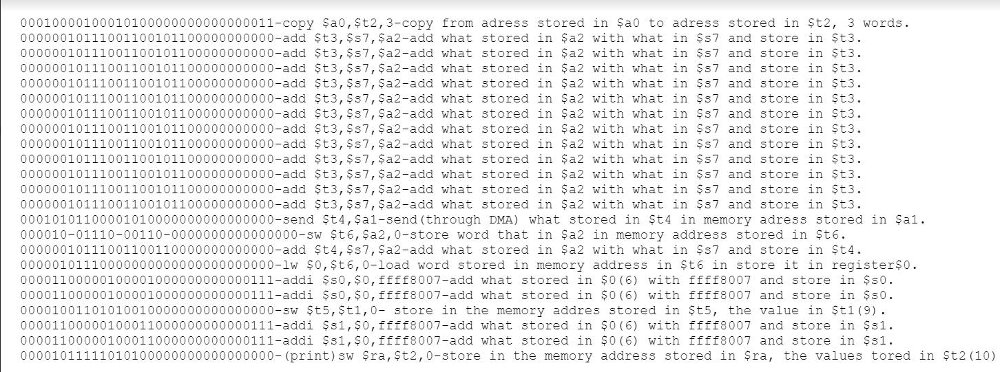 00010000100010100000000000000011-copy $a0,$t2,3-copy from adress stored in $a0 to adress stored in $t2, 3 words.
00000010111001100101100000000000-add $t3,$s7,$a2-add what stored in $a2 with what in $s7 and store in $t3.
00000010111001100101100000000000-add $t3,$s7,$a2-add what stored in $a2 with what in $s7 and store in $t3.
00000010111001100101100000000000-add $t3,$s7,$a2-add what stored in $a2 with what in $s7 and store in $t3.
00000010111001100101100000000000-add $t3,$s7,$a2-add what stored in $a2 with what in $s7 and store in $t3.
00000010111001100101100000000000-add $t3,$s7,$a2-add what stored in $a2 with what in $s7 and store in $t3.
00000010111001100101100000000000-add $t3,$s7,$a2-add what stored in $a2 with what in $s7 and store in $t3.
00000010111001100101100000000000-add $t3,$s7,$a2-add what stored in $a2 with what in $s7 and store in $t3.
00000010111001100101100000000000-add $t3,$s7,$a2-add what stored in $a2 with what in $s7 and store in $t3.
00000010111001100101100000000000-add $t3,$s7,$a2-add what stored in $a2 with what in $s7 and store in $t3.
00000010111001100101100000000000-add $t3,$s7,$a2-add what stored in $a2 with what in $s7 and store in $t3.
00000010111001100101100000000000-add $t3,$s7,$a2-add what stored in $a2 with what in $s7 and store in $t3.
00000010111001100101100000000000-add $t3,$s7,$a2-add what stored in $a2 with what in $s7 and store in $t3.
00010101100001010000000000000000-send $t4,$a1-send(through DMA) what stored in $t4 in memory adress stored in $a1.
000010-01110-00110-0000000000000000-sw $t6,$a2,0-store word that in $a2 in memory address stored in $t6.
00000010111001100110000000000000-add $t4,$s7,$a2-add what stored in $a2 with what in $s7 and store in $t4.
00000101110000000000000000000000-lw $0,$t6,0-load word stored in memory address in $t6 in store it in register$0.
00001100000100001000000000000111-addi $s0,$0,ffff8007-add what stored in $0(6) with ffff8007 and store in $s0.
00001100000100001000000000000111-addi $s0,$0,ffff8007-add what stored in $0(6) with ffff8007 and store in $s0.
00001001101010010000000000000000-sw $t5,$t1,0- store in the memory addres stored in $t5, the value in $t1(9).
00001100000100011000000000000111-addi $s1,$0,ffff8007-add what stored in $0(6) with ffff8007 and store in $s1.
00001100000100011000000000000111-addi $s1,$0,ffff8007-add what stored in $0(6) with ffff8007 and store in $s1.
00001011111010100000000000000000-(print)sw $ra,$t2,0-store in the memory address stored in $ra, the values tored in $t2(10)